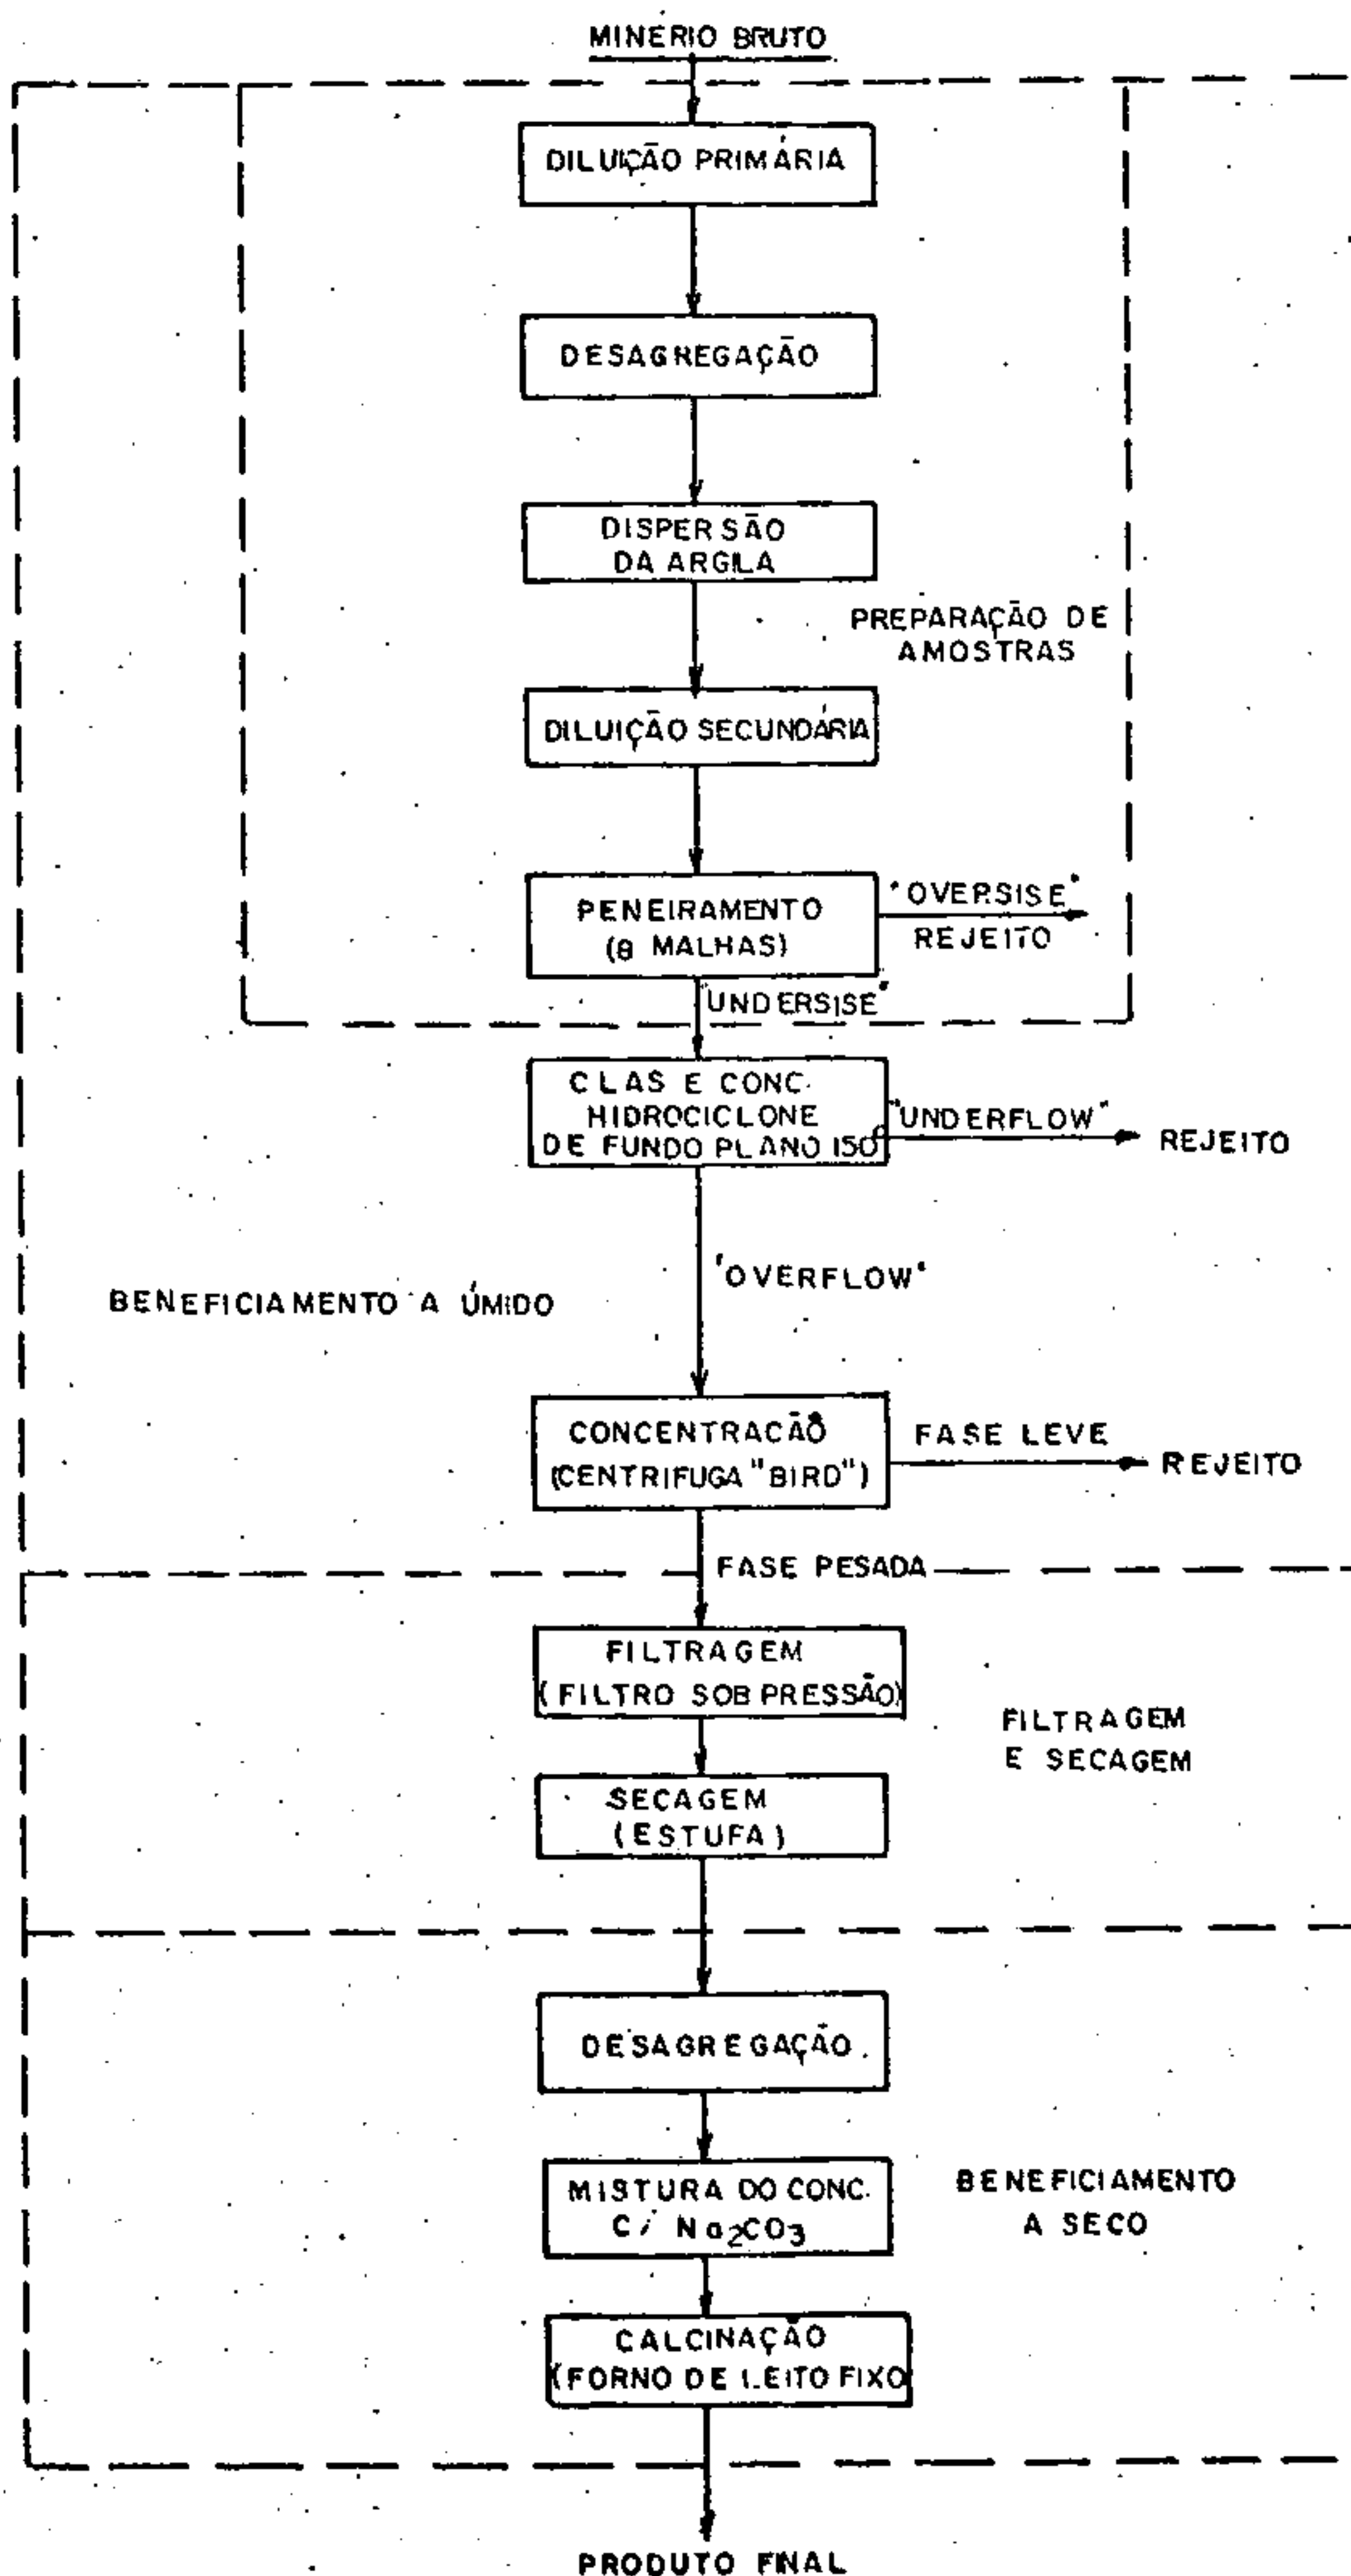 MINÉRIO BRUTO
DILUIÇÃO PRIMÁRIA
DESAGREGAÇÃO
DISPERSÃO
DA ARGILA
PREPARAÇÃO DE
AMOSTRAS
DILUIÇÃO SECUNDÁRIA
PENEIRAMENTO
(8 MALHAS)
"OVERSISE"
REJEITO
"UNDERSISE"
CLAS E CONC.
HIDROCICLONE
DE FUNDO PLANO 150°
"UNDERFLOW"
REJEITO
"OVERFLOW"
BENEFICIAMENTO A ÚMIDO
CONCENTRACÃO
(CENTRIFUGA "BIRD")
FASE LEVE
REJEITO
FASE PESADA
FILTRAGEM
(FILTRO SOB PRESSÃO)
FILTRAGEM
E SECAGEM
SECAGEM
(ESTUFA)
DESAGREGAÇÃO
MISTURA DO CONC.
C/ Na2CO3
BENEFICIAMENTO
A SECO
CALCINAÇÃO
(FORNO DE LEITO FIXO
PRODUTO FINAL